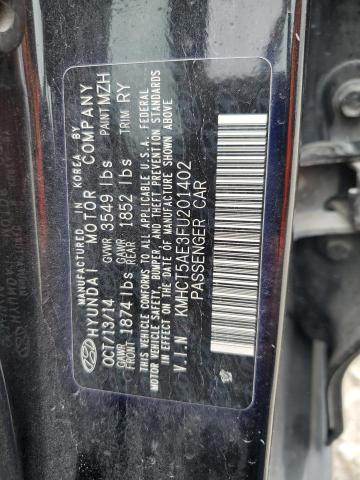 MANUFACTURED IN KOREA BY
HYUNDAI MOTOR COMPANY
OCT/13/14 GVWR 3549 lbs PAINT MZH
GAWR FRONT 1874 lbs GAWR REAR 1852 lbs TRIM RY
THIS VEHICLE CONFORMS TO ALL APPLICABLE U.S.A. FEDERAL
MOTOR VEHICLE SAFETY, BUMPER, AND THEFT PREVENTION STANDARDS
IN EFFECT ON THE DATE OF MANUFACTURE SHOWN ABOVE.
V.I.N KMHCT5AE3FU201402
PASSENGER CAR